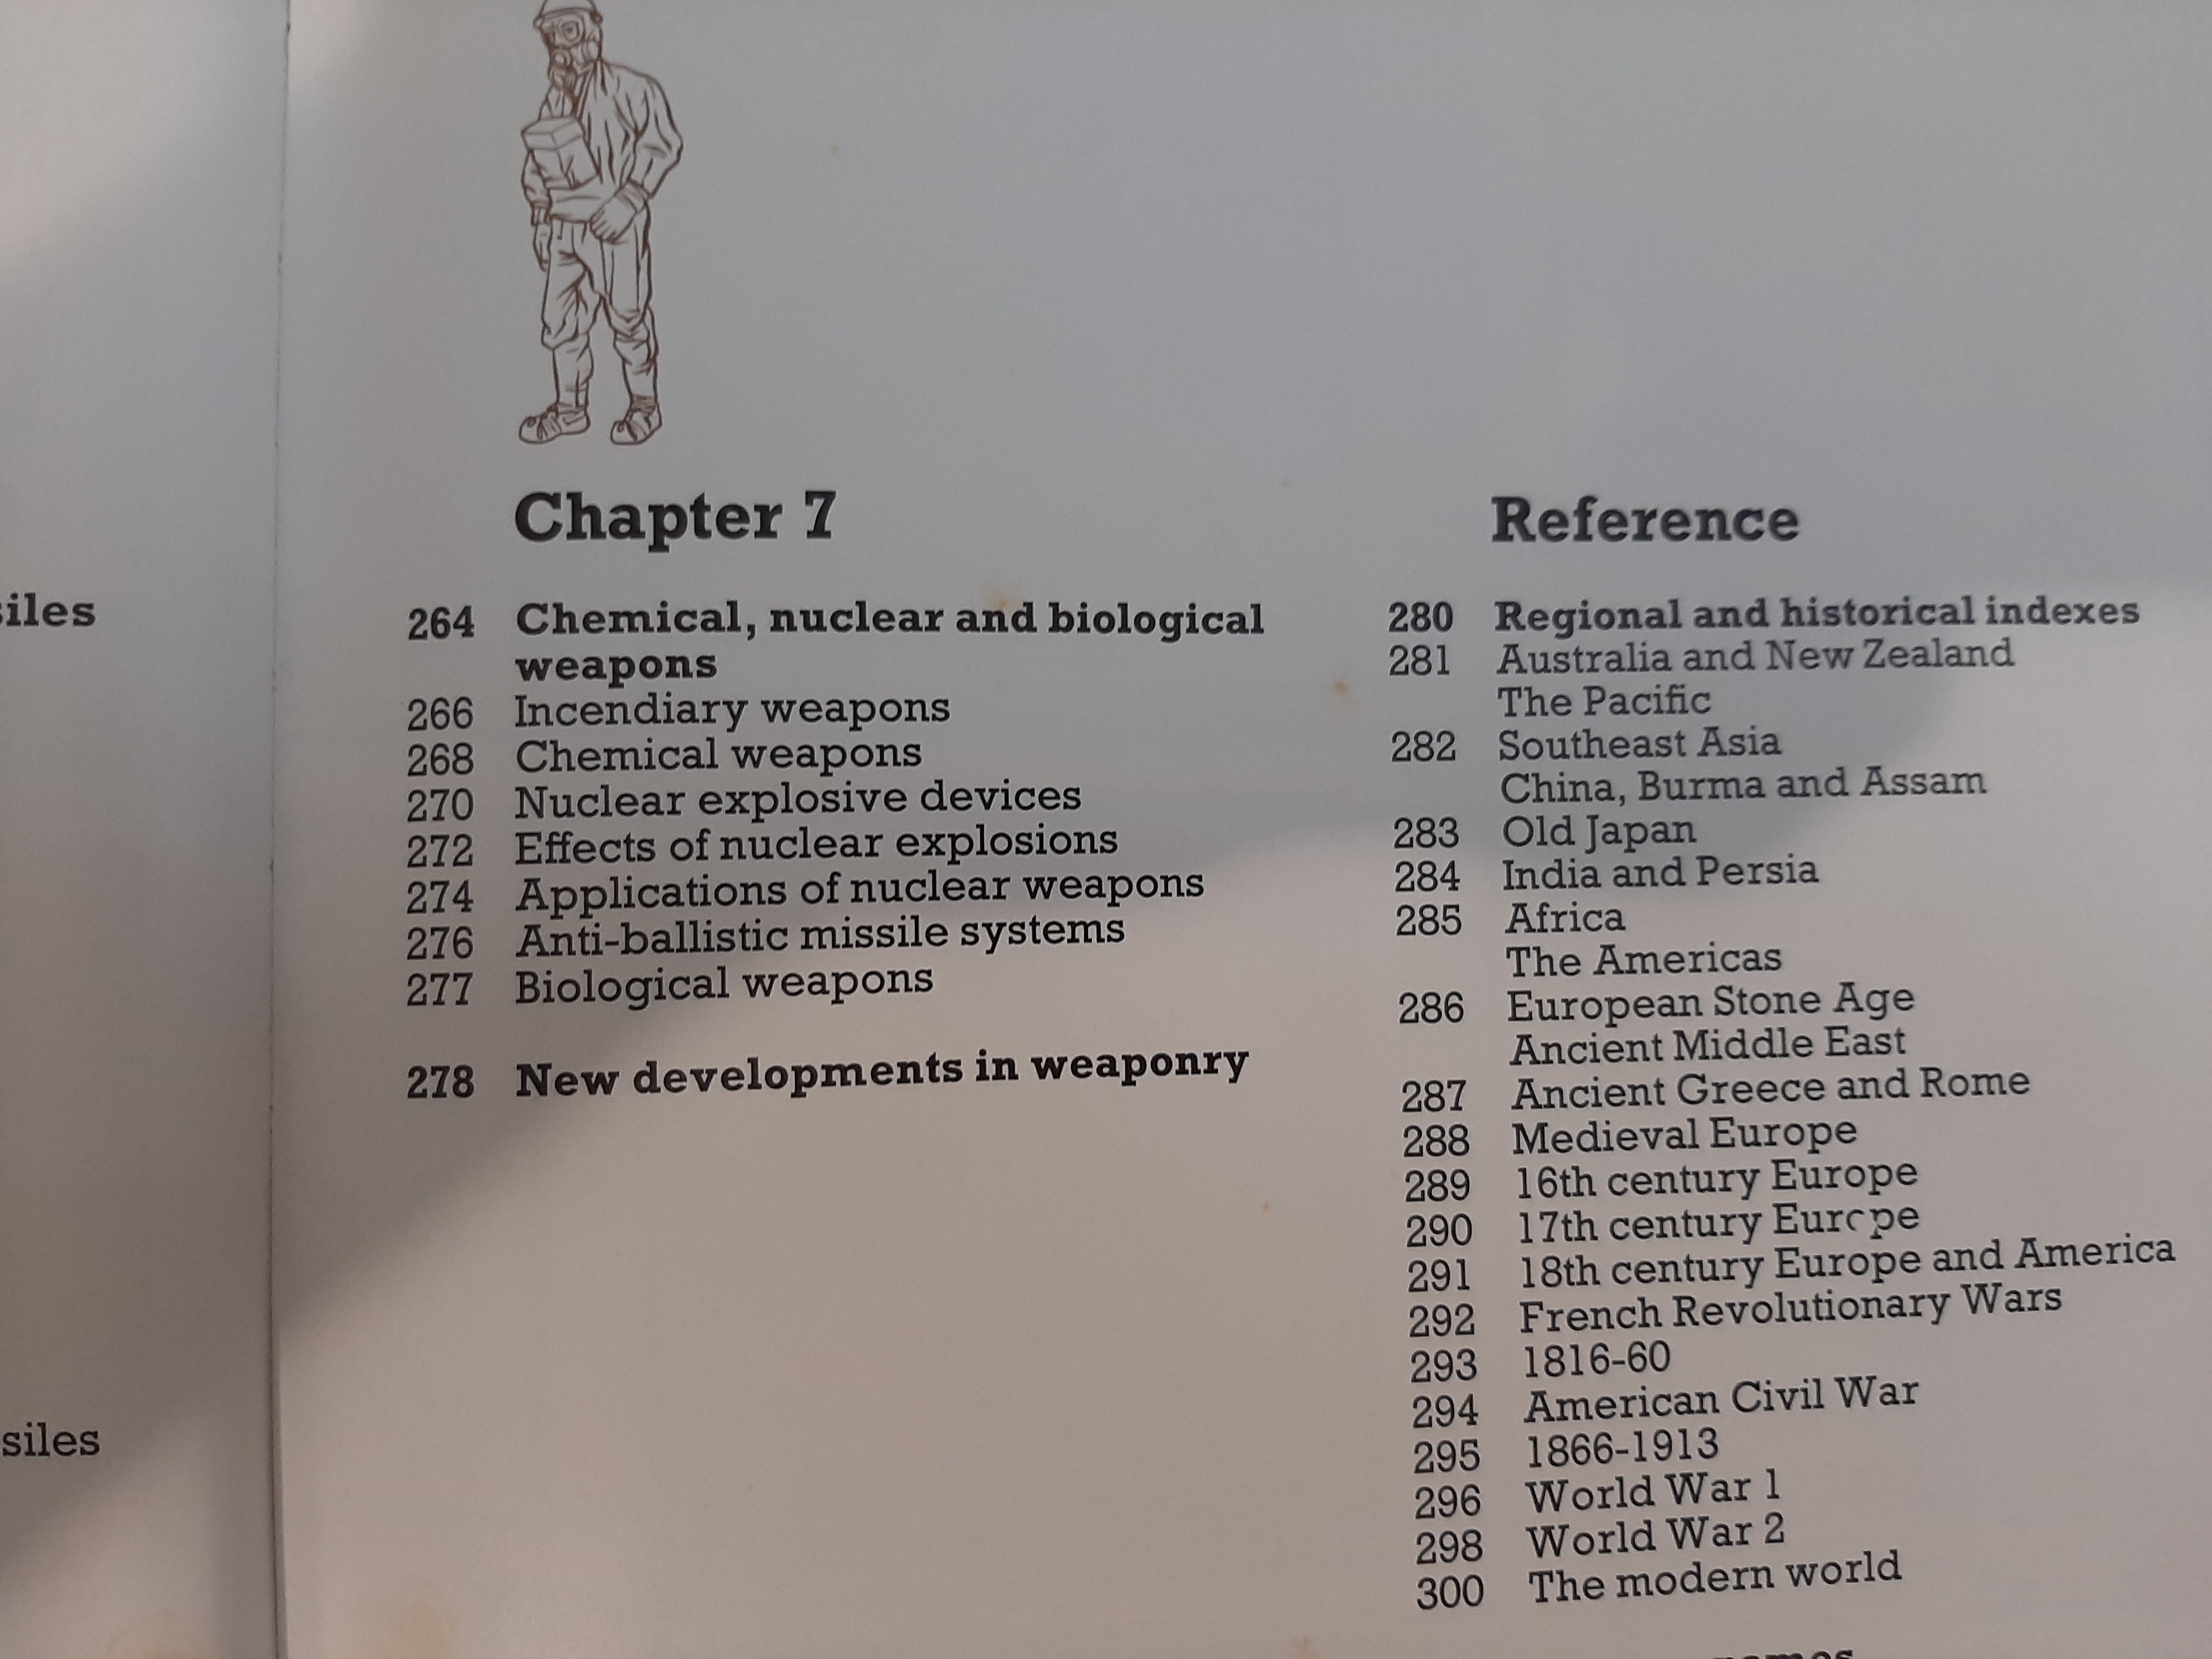 siles
siles
Chapter 7
264 Chemical, nuclear and biological
weapons
266 Incendiary weapons
268 Chemical weapons
270 Nuclear explosive devices
272 Effects of nuclear explosions
274 Applications of nuclear weapons
276 Anti-ballistic missile systems
277 Biological weapons
278 New developments in weaponry
Reference
280 Regional and historical indexes
281 Australia and New Zealand
The Pacific
282 Southeast Asia
China, Burma and Assam
283 Old Japan
284 India and Persia
285 Africa
The Americas
286 European Stone Age
Ancient Middle East
287 Ancient Greece and Rome
288 Medieval Europe
289 16th century Europe
290 17th century Europe
291 18th century Europe and America
292 French Revolutionary Wars
293 1816-60
294 American Civil War
295 1866-1913
296 World War 1
298 World War 2
300 The modern world